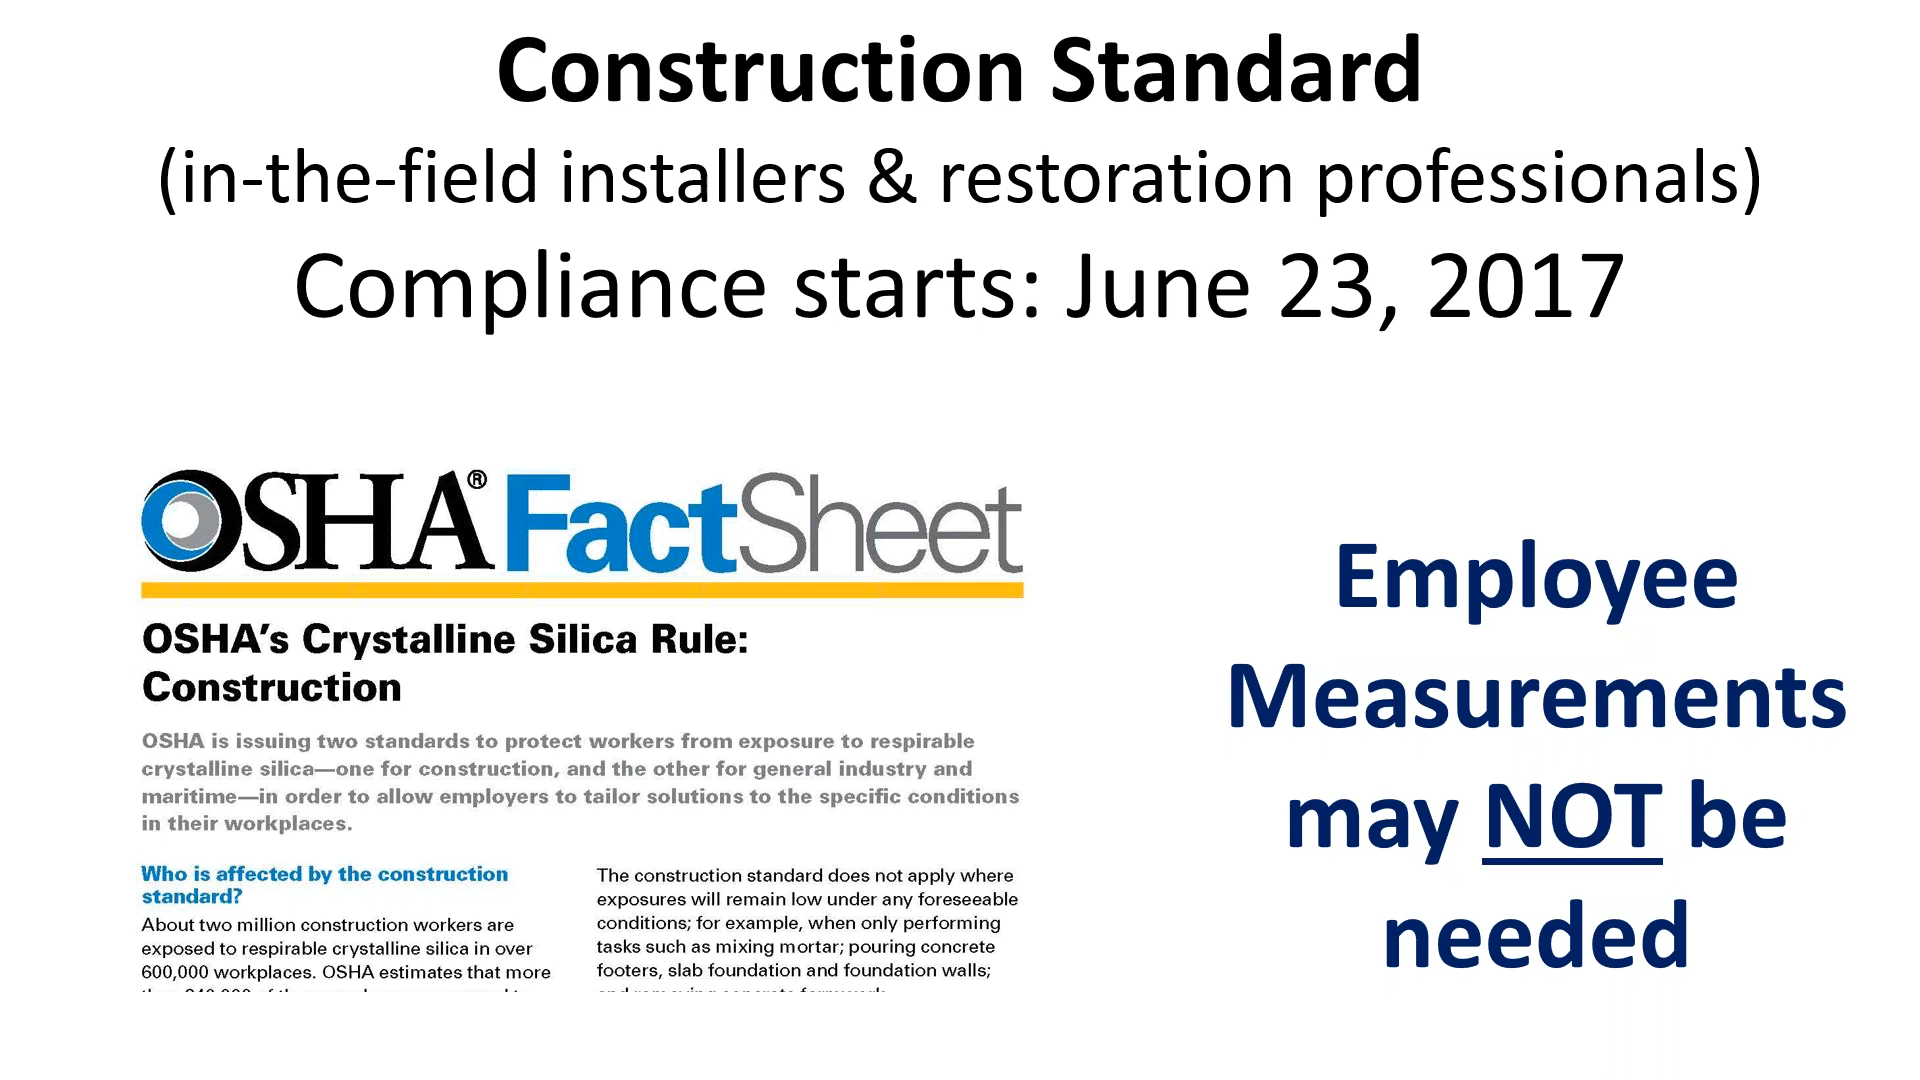 Construction Standard
(in-the-field installers & restoration professionals)
Compliance starts: June 23, 2017
OSHA® FactSheet
OSHA's Crystalline Silica Rule:
Construction
OSHA is issuing two standards to protect workers from exposure to respirable
crystalline silica—one for construction, and the other for general industry and
maritime—in order to allow employers to tailor solutions to the specific conditions
in their workplaces.
Who is affected by the construction
standard?
About two million construction workers are
exposed to respirable crystalline silica in over
600,000 workplaces. OSHA estimates that more
The construction standard does not apply where
exposures will remain low under any foreseeable
conditions; for example, when only performing
tasks such as mixing mortar; pouring concrete
footers, slab foundation and foundation walls;
Employee
Measurements
may NOT be
needed